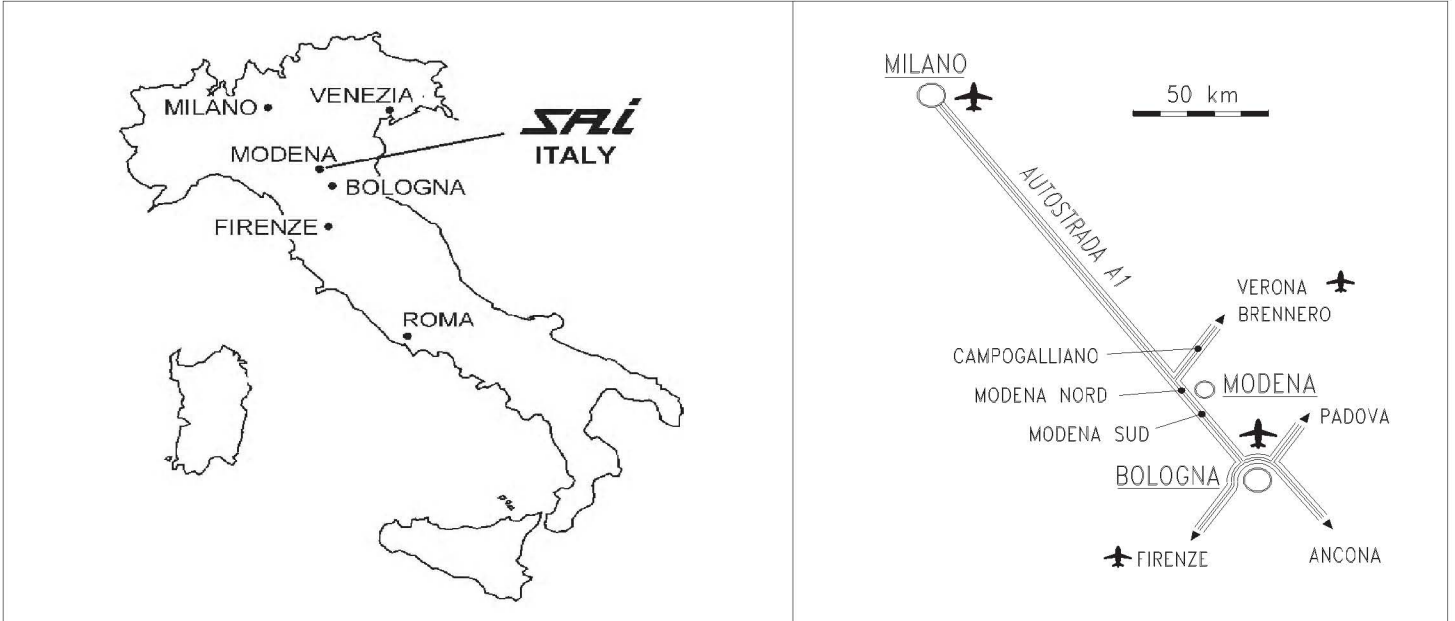 MILANO
VENEZIA
SAI
ITALY
MODENA
BOLOGNA
FIRENZE
ROMA
MILANO
50 km
AUTOSTRADA A1
VERONA
BRENNERO
CAMPOGALLIANO
MODENA NORD
MODENA
MODENA SUD
PADOVA
BOLOGNA
FIRENZE
ANCONA